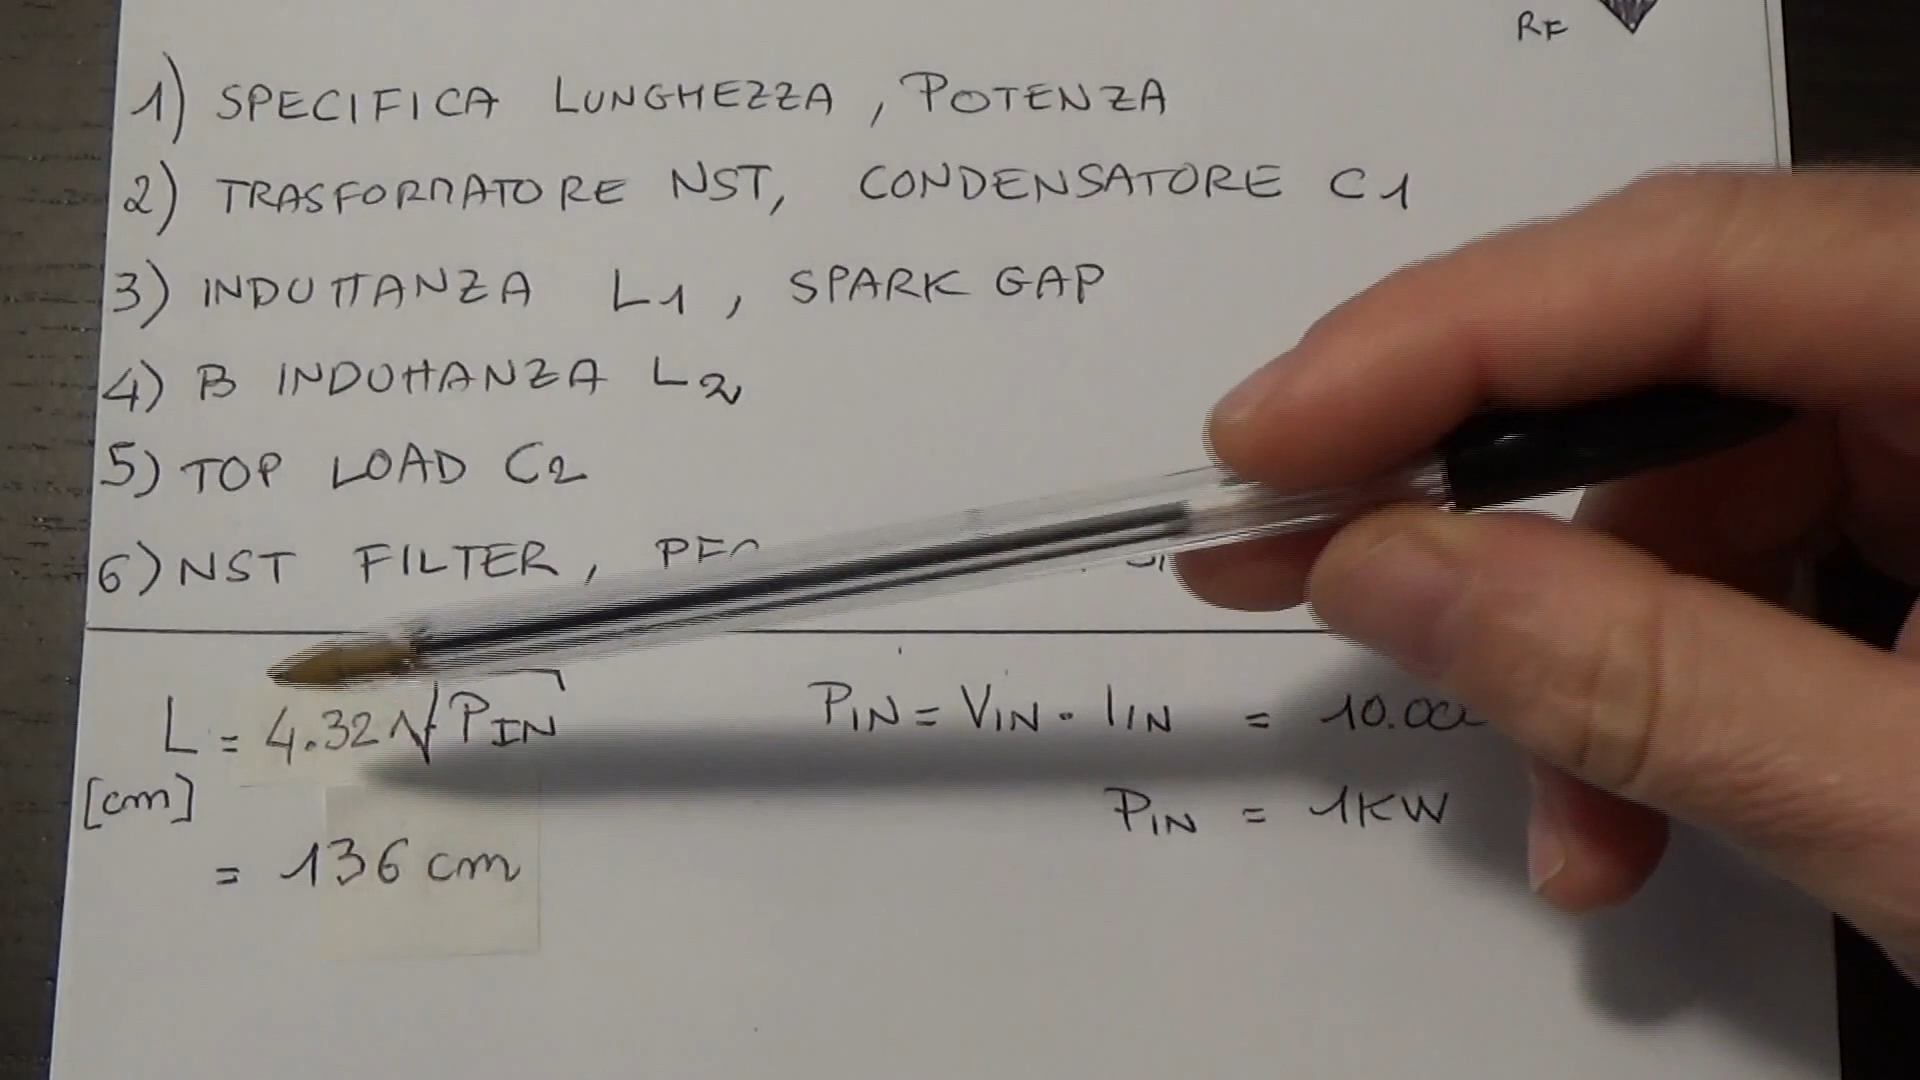 RF
1) SPECIFICA LUNGHEZZA, POTENZA
2) TRASFORMATORE NST, CONDENSATORE C1
3) INDUTTANZA L1, SPARK GAP
4) B INDUTTANZA L2
5) TOP LOAD C2
6) NST FILTER,
L = 4.32 √PIN PIN = VIN · IIN =
[cm] PIN = 1KW
= 136 cm